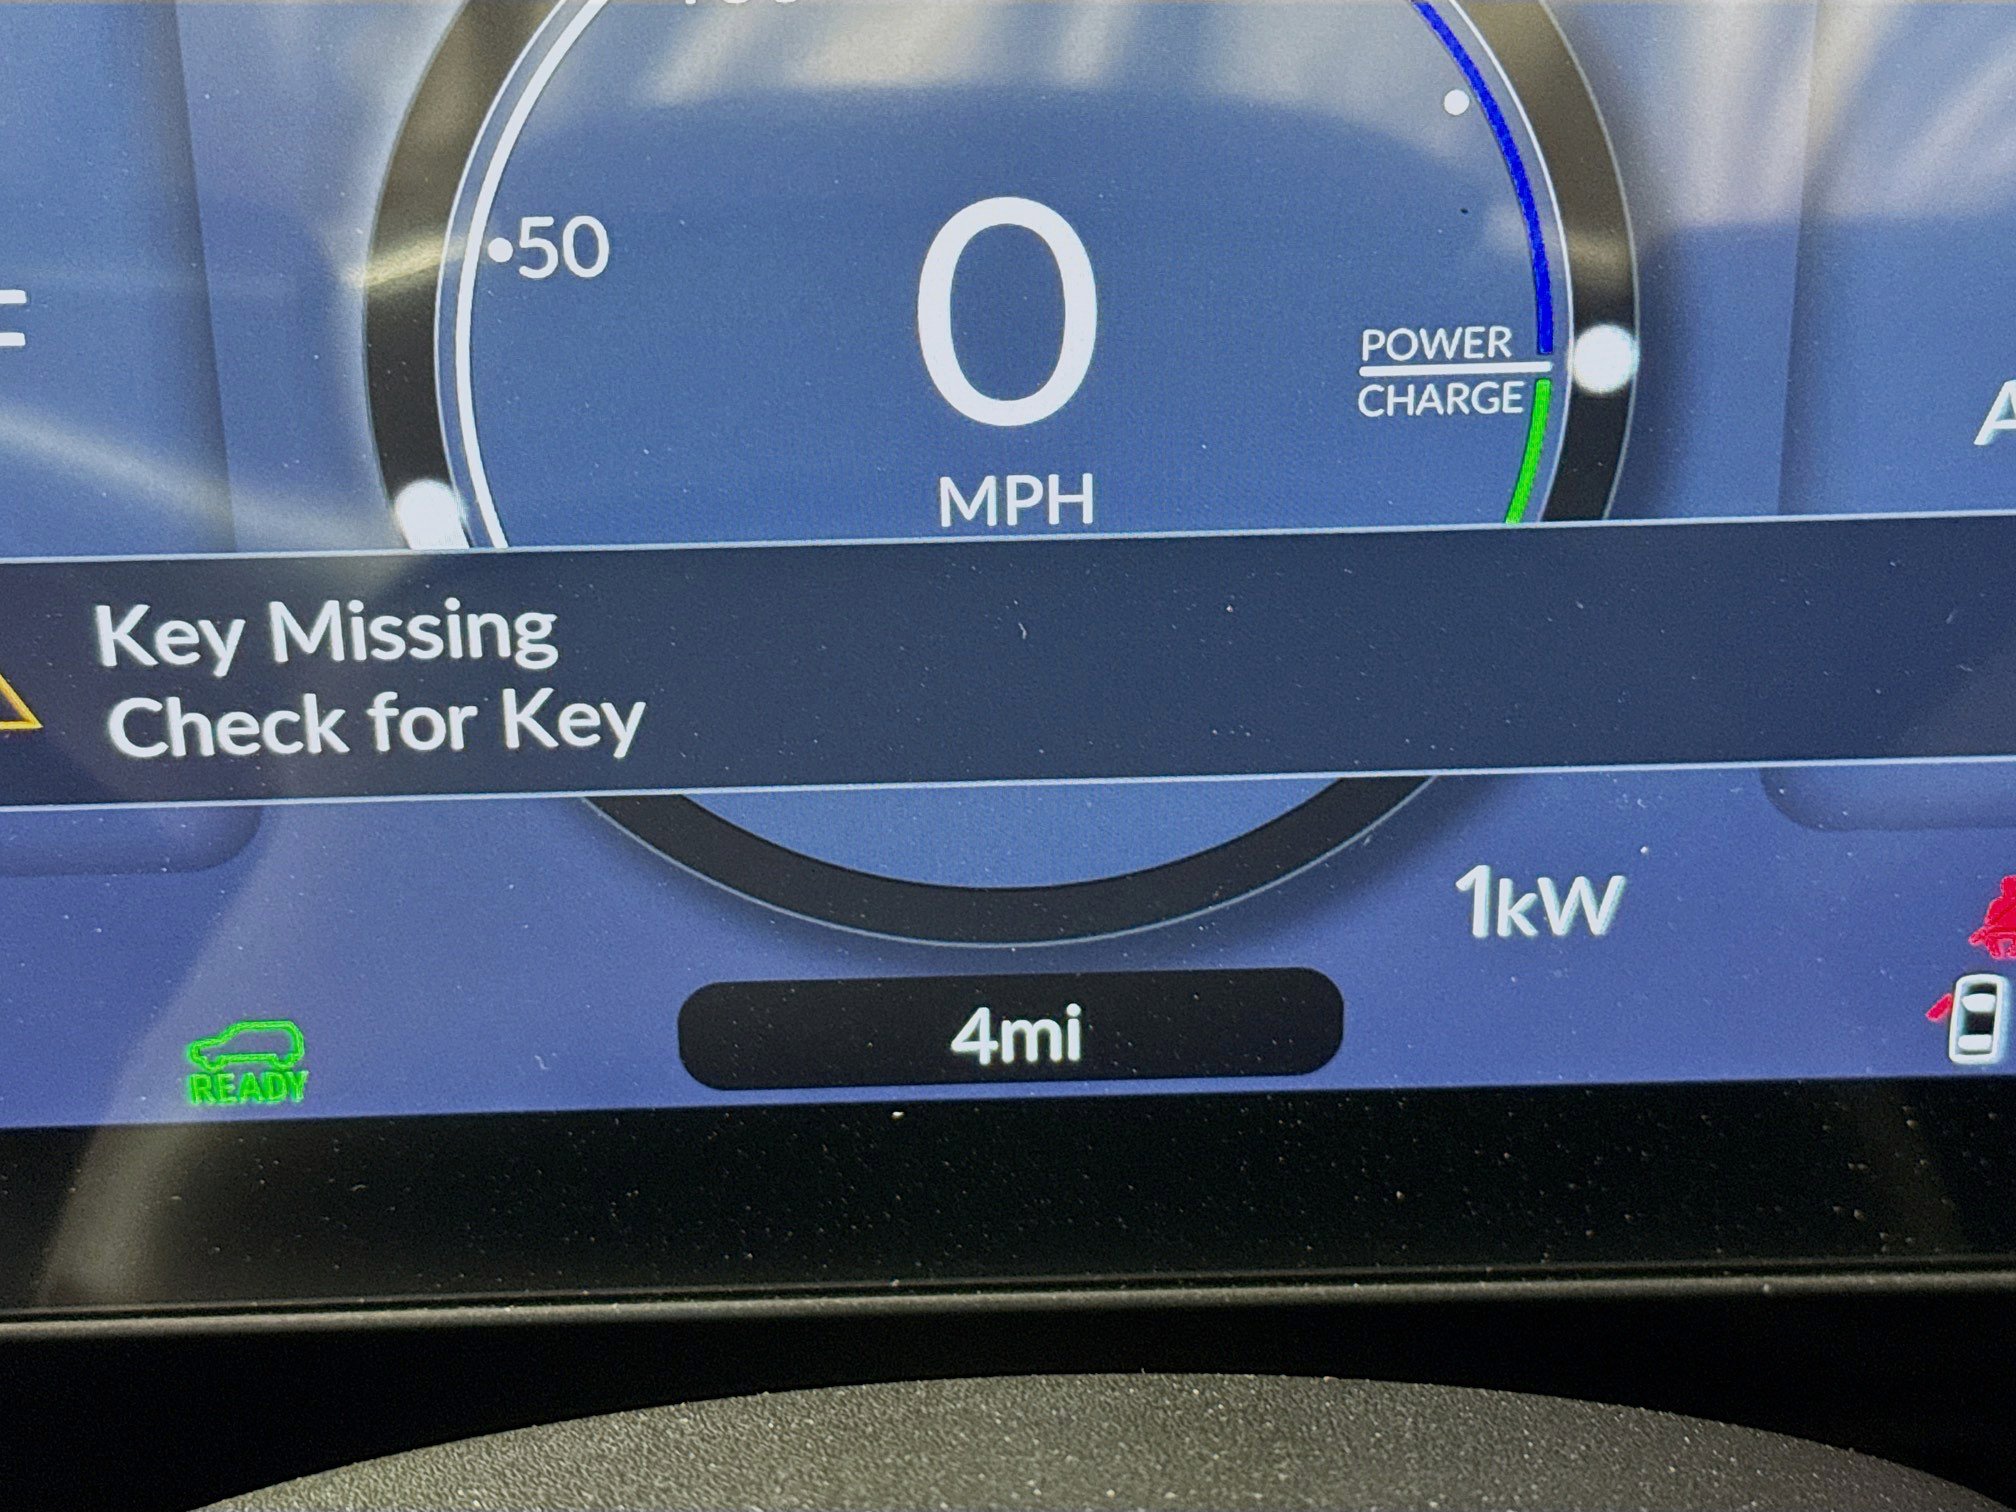 50
0
POWER
CHARGE
MPH
Key Missing
Check for Key
1kW
4mi
READY